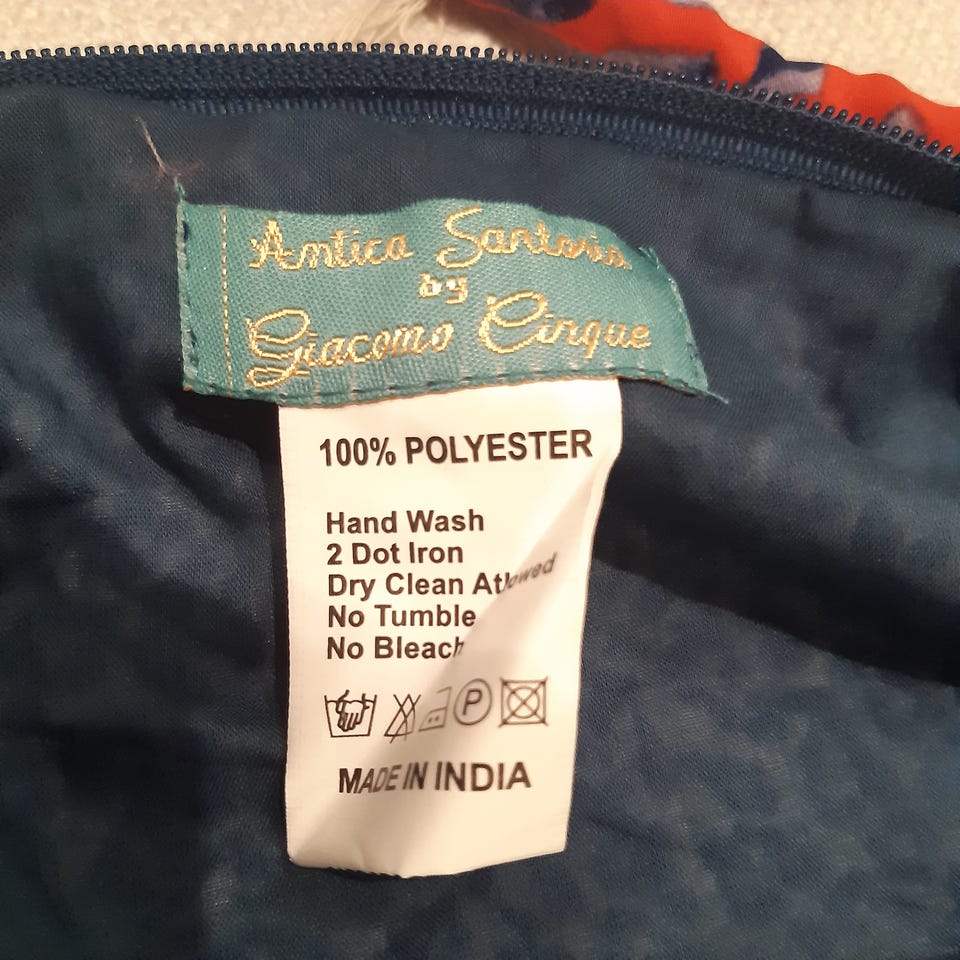 Antica Sartoria
by
Giacomo Cinque
100% POLYESTER
Hand Wash
2 Dot Iron
Dry Clean Atlowed
No Tumble
No Bleach
P
MADE IN INDIA